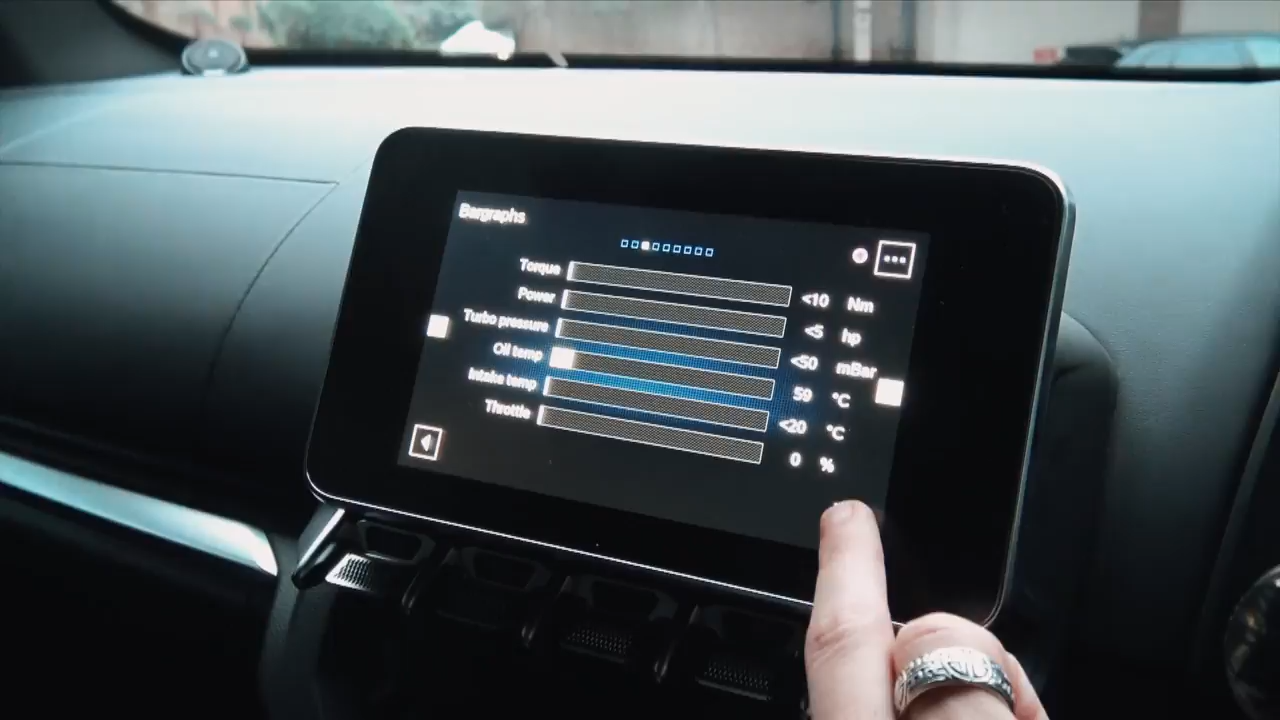 Bargraphs
Torque <10 Nm
Power <5 hp
Turbo pressure <50 mBar
Oil temp 59 °C
Intake temp <20 °C
Throttle 0 %